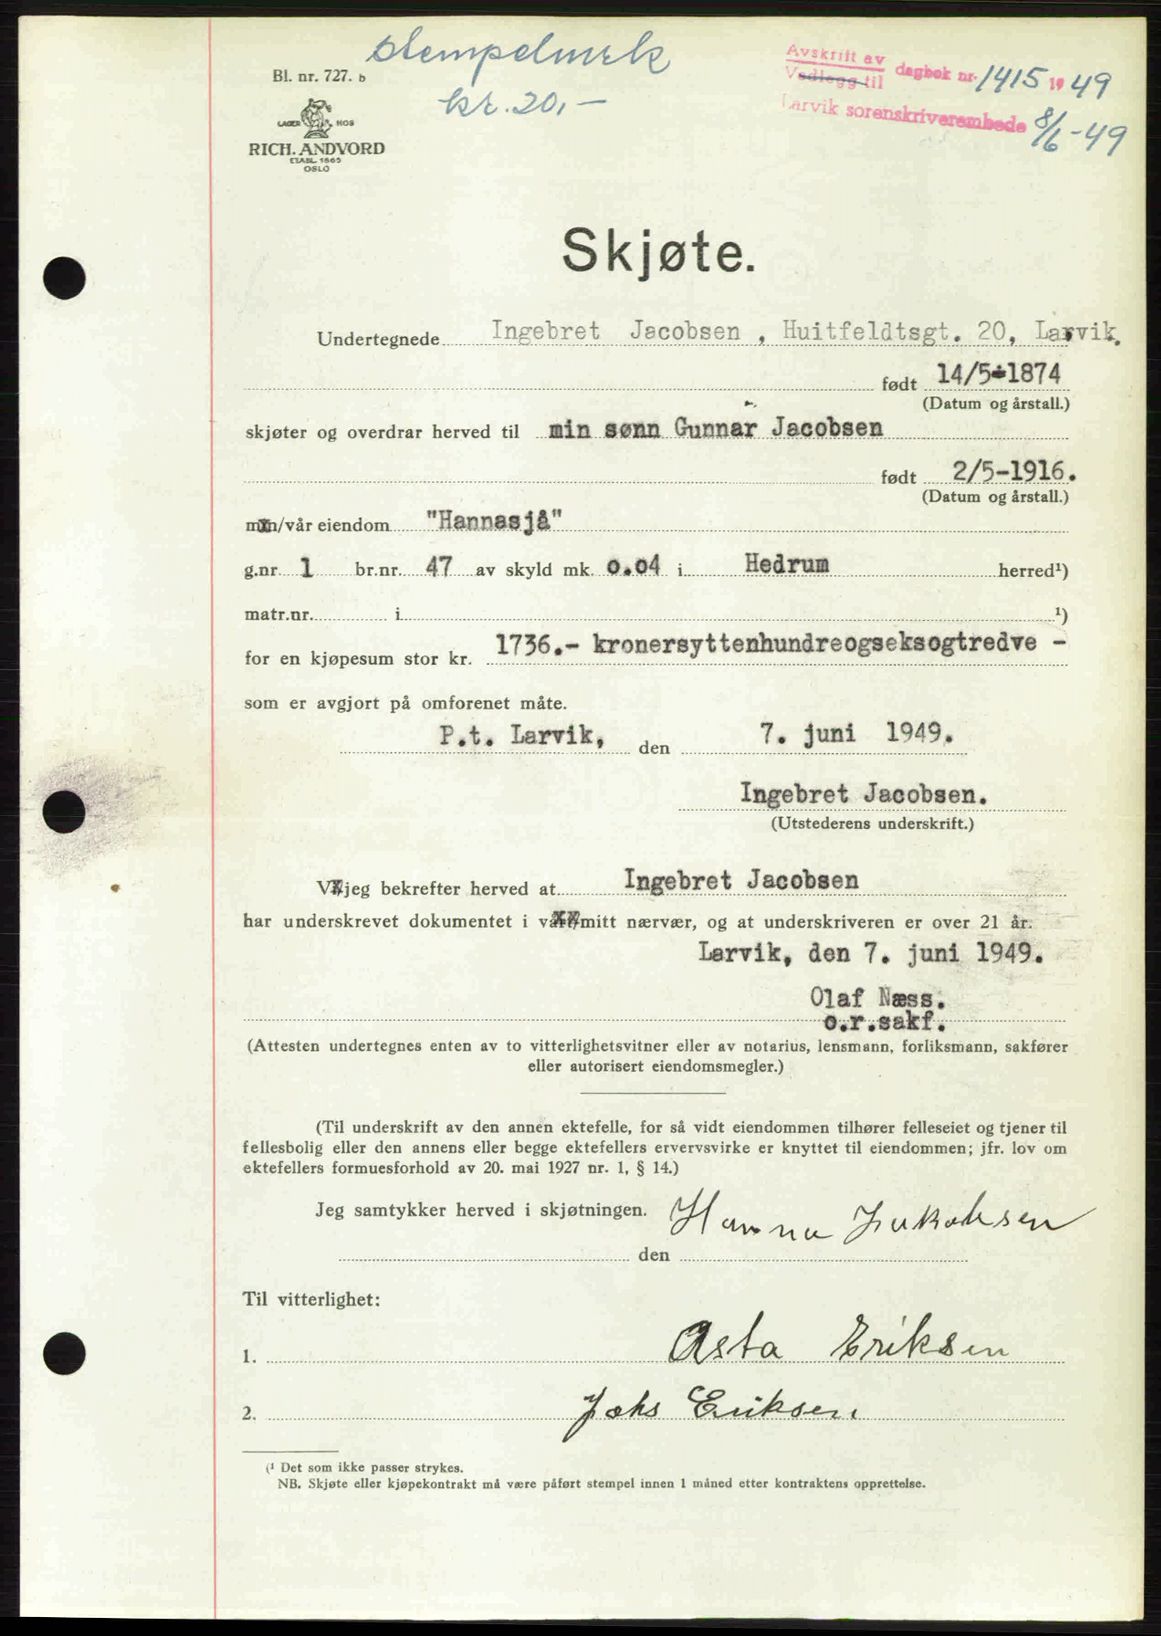 stempelmerk
kr. 20,-
Bl. nr. 727. b
LAGER HOS
RICH. ANDVORD
ETABL. 1865
OSLO
Avskrift av
Vedlegg til dagbok nr. 1415 1949
Larvik sorenskriverembede 8/6-49
Skjøte.
Undertegnede Ingebret Jacobsen , Huitfeldtsgt. 20, Larvik.
født 14/5-1874
(Datum og årstall.)
skjøter og overdrar herved til min sønn Gunnar Jacobsen
født 2/5-1916.
(Datum og årstall.)
min/vår eiendom "Hannasjå"
g.nr. 1 br.nr. 47 av skyld mk. 0.04 i Hedrum herred¹)
matr.nr. i ¹)
for en kjøpesum stor kr. 1736.- kronersyttenhundreogseksogtredve -
som er avgjort på omforenet måte.
P.t. Larvik, den 7. juni 1949.
Ingebret Jacobsen.
(Utstederens underskrift.)
Vi/jeg bekrefter herved at Ingebret Jacobsen
har underskrevet dokumentet i vårt/mitt nærvær, og at underskriveren er over 21 år.
Larvik, den 7. juni 1949.
Olaf Næss.
o.r.sakf.
(Attesten undertegnes enten av to vitterlighetsvitner eller av notarius, lensmann, forliksmann, sakfører
eller autorisert eiendomsmegler.)
(Til underskrift av den annen ektefelle, for så vidt eiendommen tilhører felleseiet og tjener til
fellesbolig eller den annens eller begge ektefellers ervervsvirke er knyttet til eiendommen; jfr. lov om
ektefellers formuesforhold av 20. mai 1927 nr. 1, § 14.)
Jeg samtykker herved i skjøtningen. Hanna Jakobsen
den
Til vitterlighet:
1. Asta Eriksen
2. Johs Eriksen
(¹ Det som ikke passer strykes.
NB. Skjøte eller kjøpekontrakt må være påført stempel innen 1 måned etter kontraktens opprettelse.